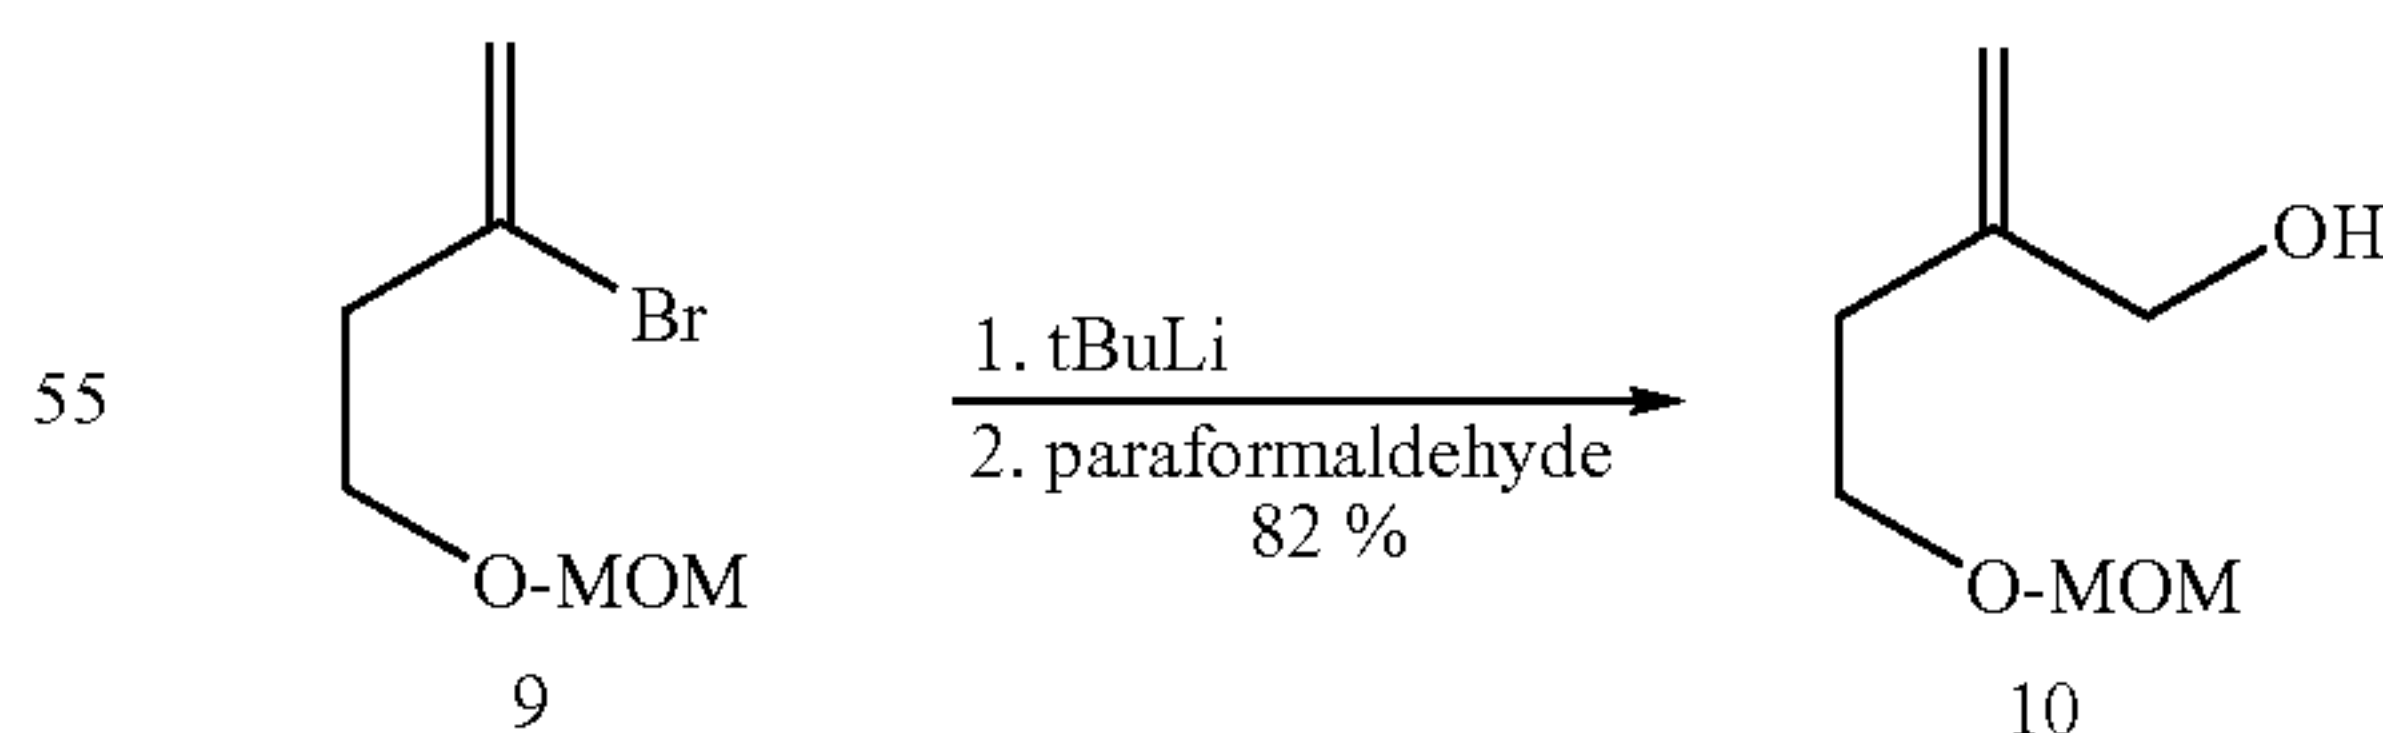 OH
Br
1. tBuLi
55
2. paraformaldehyde
82 %
O-MOM
O-MOM
9
10